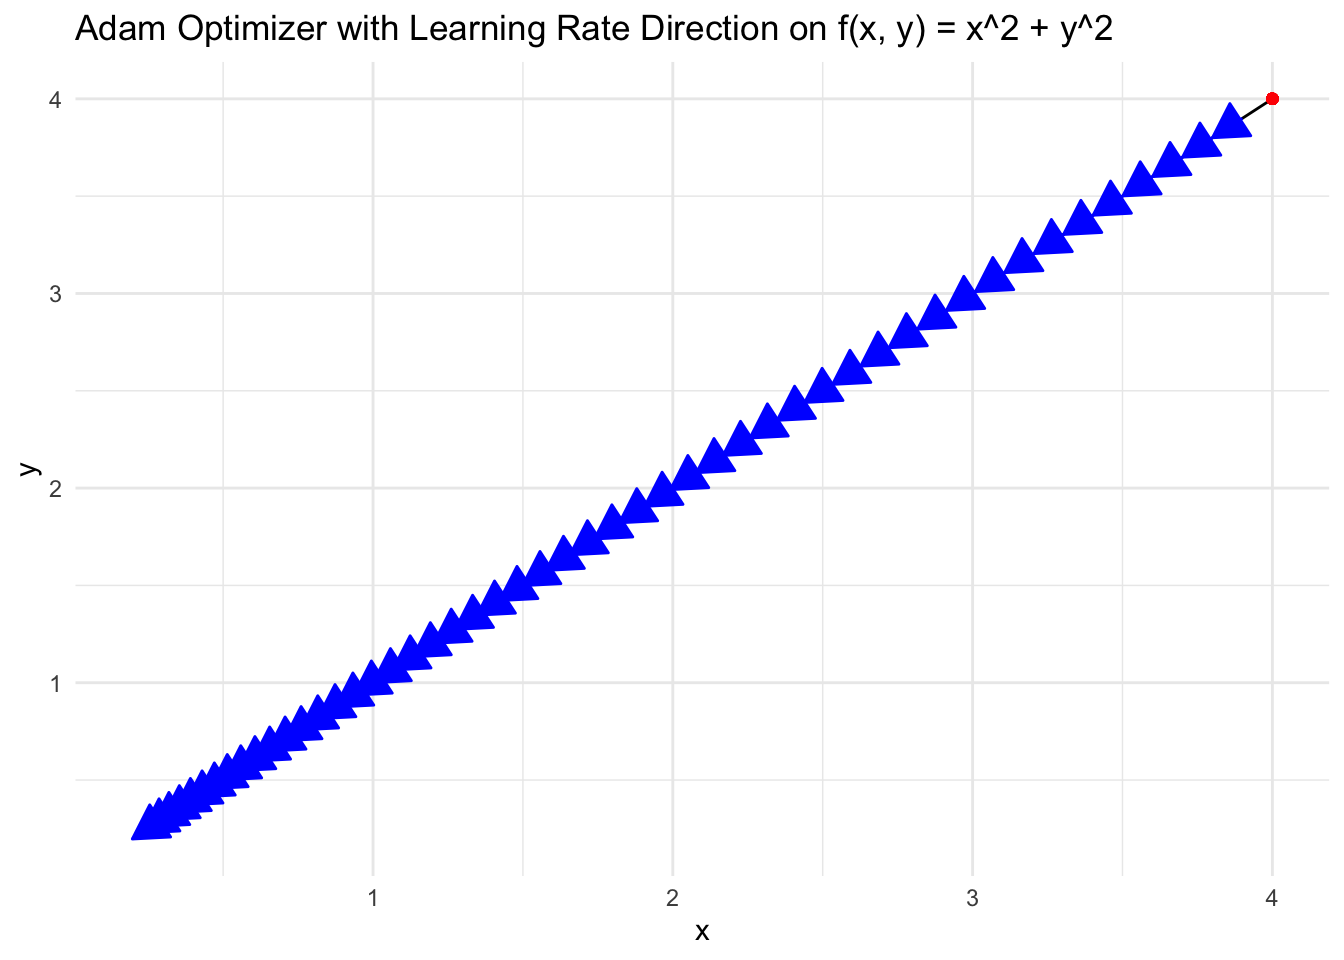 Adam Optimizer with Learning Rate Direction on f(x, y) = x^2 + y^2
4
3
y
2
1
1 2 3 4
x